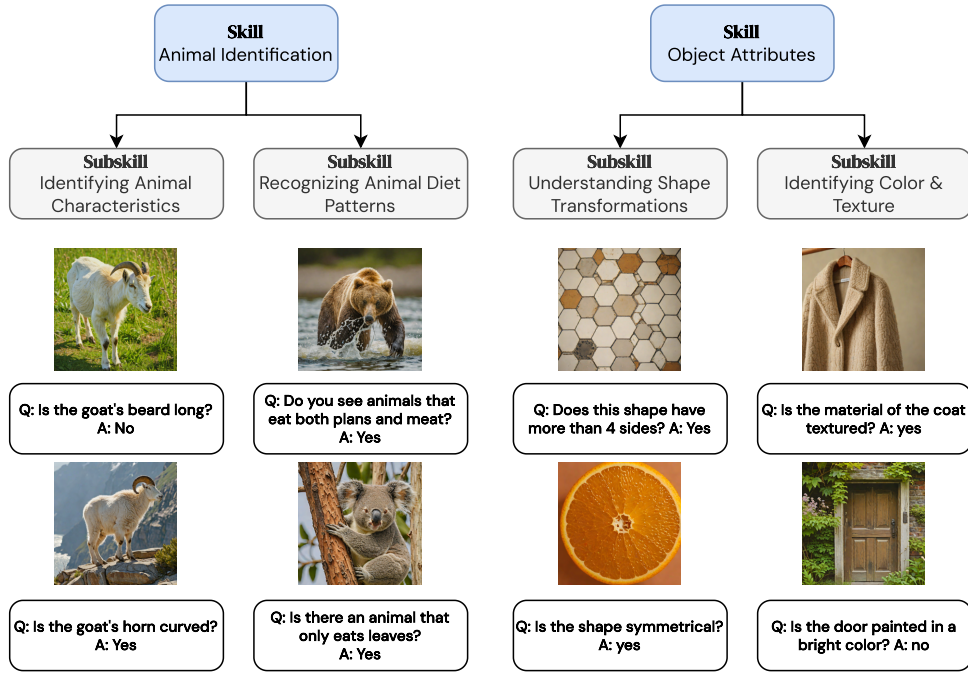 Skill
Animal Identification
Skill
Object Attributes
Subskill
Identifying Animal
Characteristics
Subskill
Recognizing Animal Diet
Patterns
Subskill
Understanding Shape
Transformations
Subskill
Identifying Color &
Texture
Q: Is the goat's beard long?
A: No
Q: Do you see animals that
eat both plans and meat?
A: Yes
Q: Does this shape have
more than 4 sides? A: Yes
Q: Is the material of the coat
textured? A: yes
Q: Is the goat's horn curved?
A: Yes
Q: Is there an animal that
only eats leaves?
A: Yes
Q: Is the shape symmetrical?
A: yes
Q: Is the door painted in a
bright color? A: no